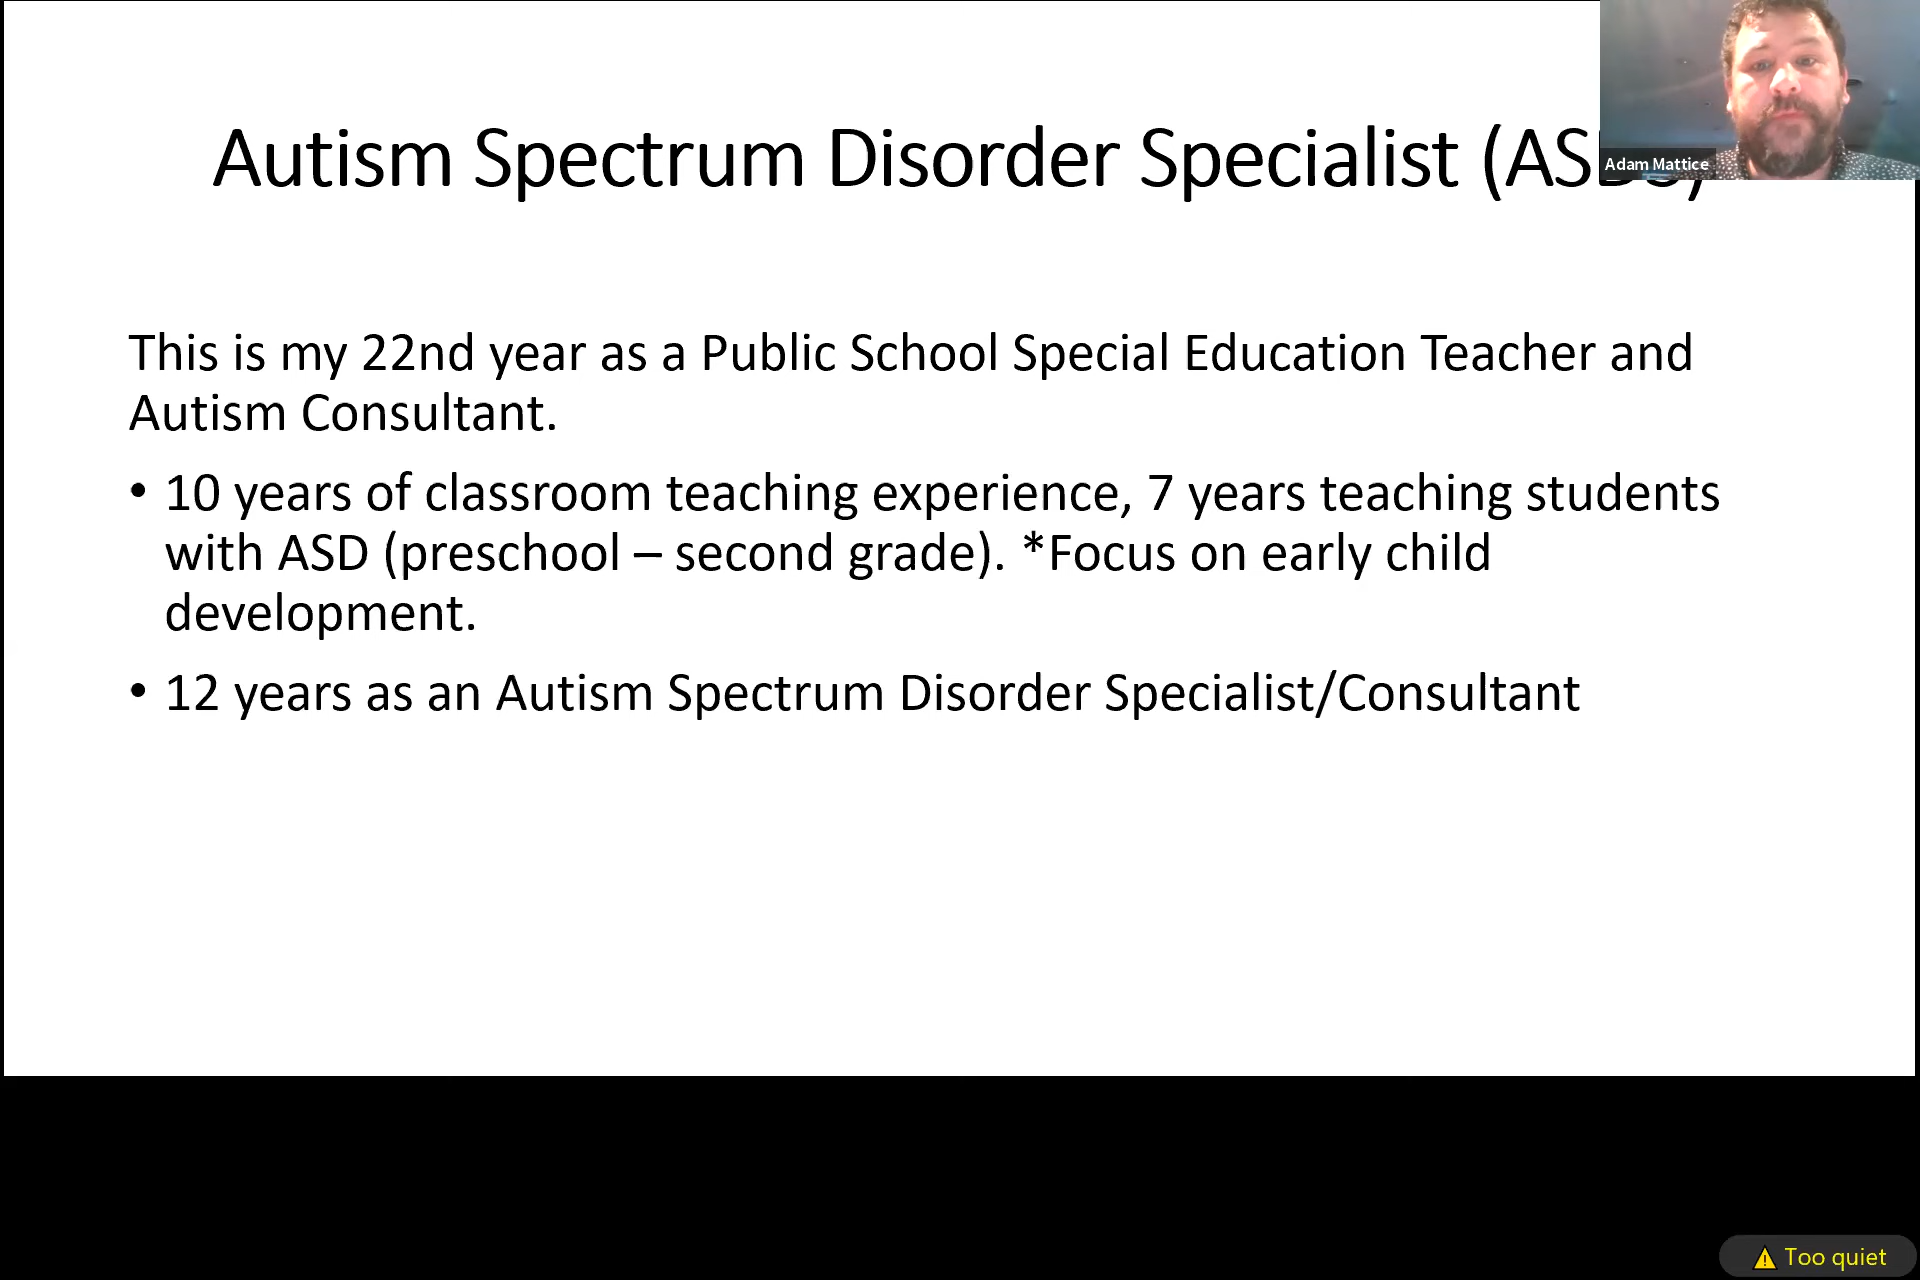 Autism Spectrum Disorder Specialist (AS
Adam Mattice
This is my 22nd year as a Public School Special Education Teacher and
Autism Consultant.
• 10 years of classroom teaching experience, 7 years teaching students
with ASD (preschool – second grade). *Focus on early child
development.
• 12 years as an Autism Spectrum Disorder Specialist/Consultant
Too quiet